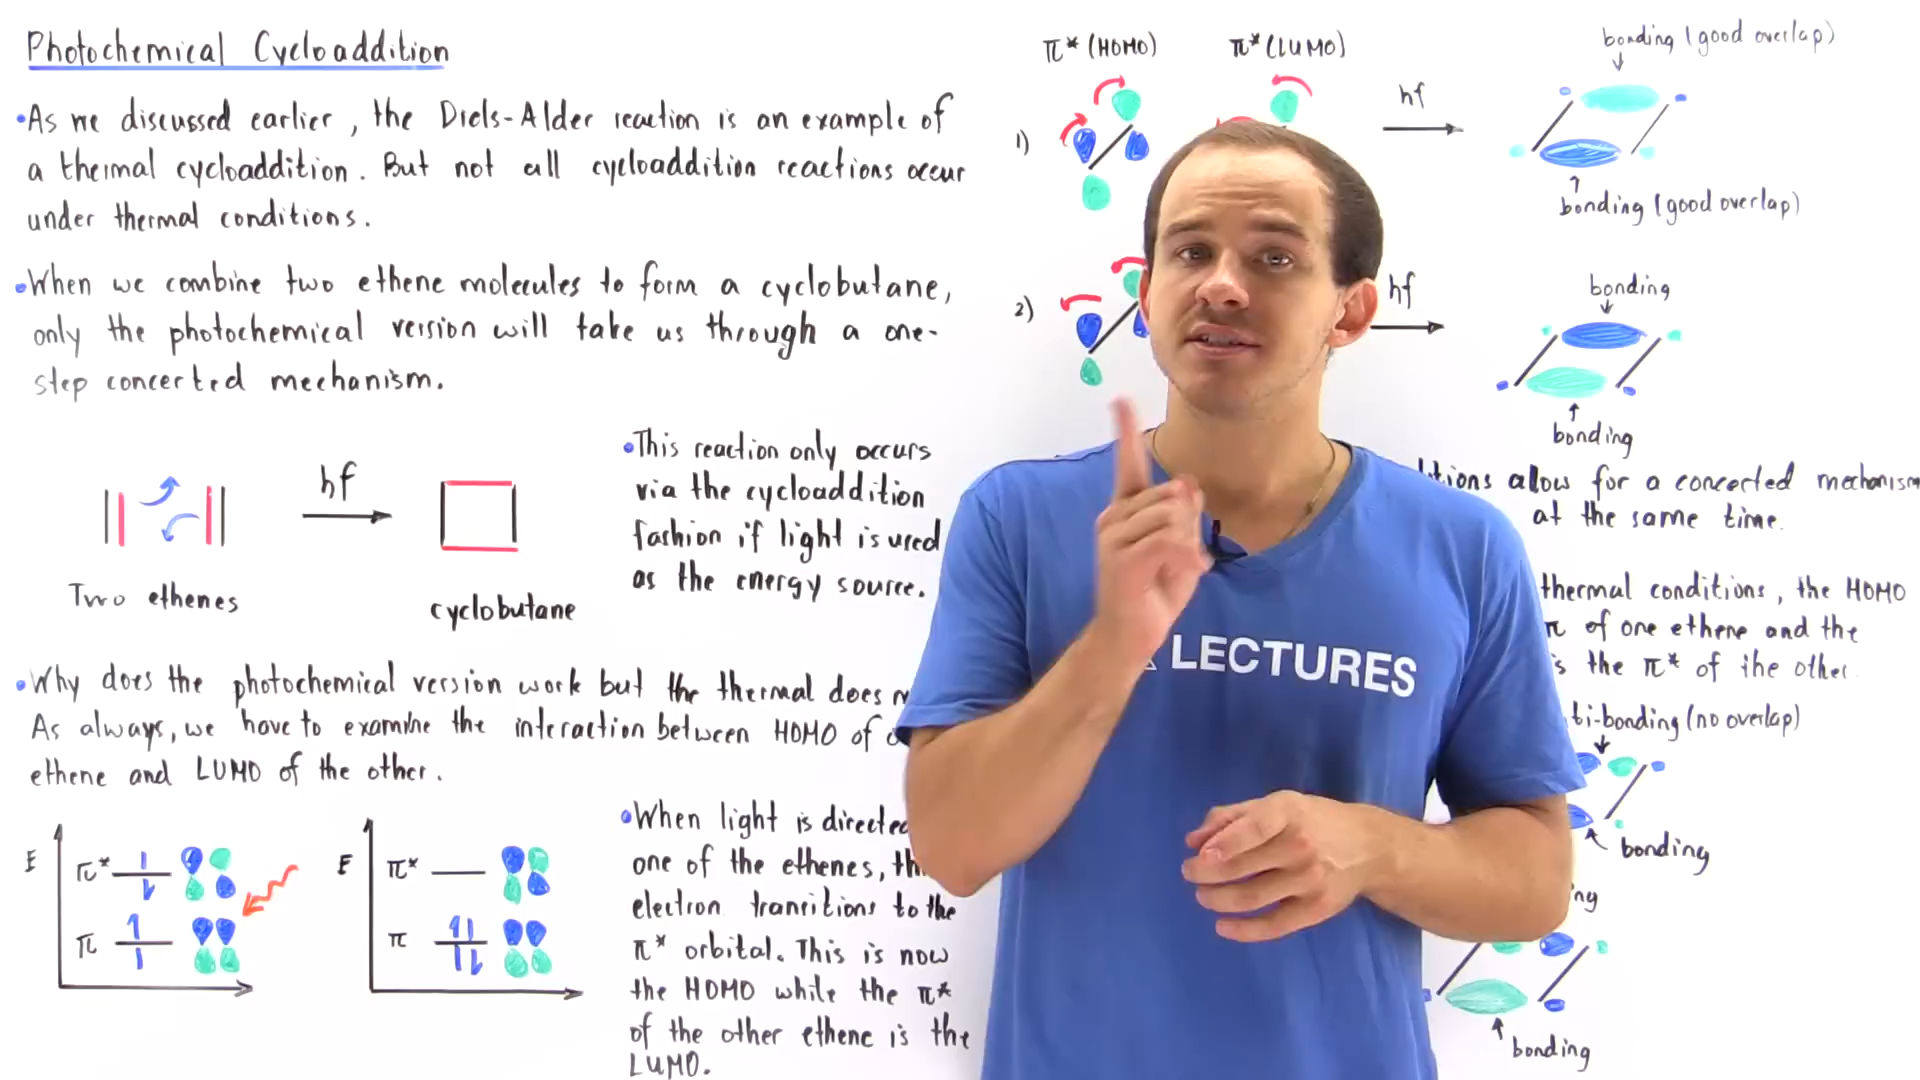 Photochemical Cycloaddition
•As we discussed earlier, the Diels-Alder reaction is an example of
a thermal cycloaddition. But not all cycloaddition reactions occur
under thermal conditions.
•When we combine two ethene molecules to form a cyclobutane,
only the photochemical version will take us through a one-
step concerted mechanism.
hf
Two ethenes
cyclobutane
•This reaction only occurs
via the cycloaddition
fashion if light is used
as the energy source.
•Why does the photochemical version work but the thermal does
As always, we have to examine the interaction between HOMO of
ethene and LUMO of the other.
E
π*
π
E
π*
π
•When light is directed
one of the ethenes,
electron transitions to the
π* orbital. This is now
the HOMO while the π*
of the other ethene is the
LUMO.
π* (HOMO)
π* (LUMO)
bonding (good overlap)
1)
hf
bonding (good overlap)
2)
hf
bonding
bonding
allow for a concerted mechanism
at the same time.
thermal conditions, the HOMO
π of one ethene and the
is the π* of the other
bonding (no overlap)
bonding
bonding
LECTURES